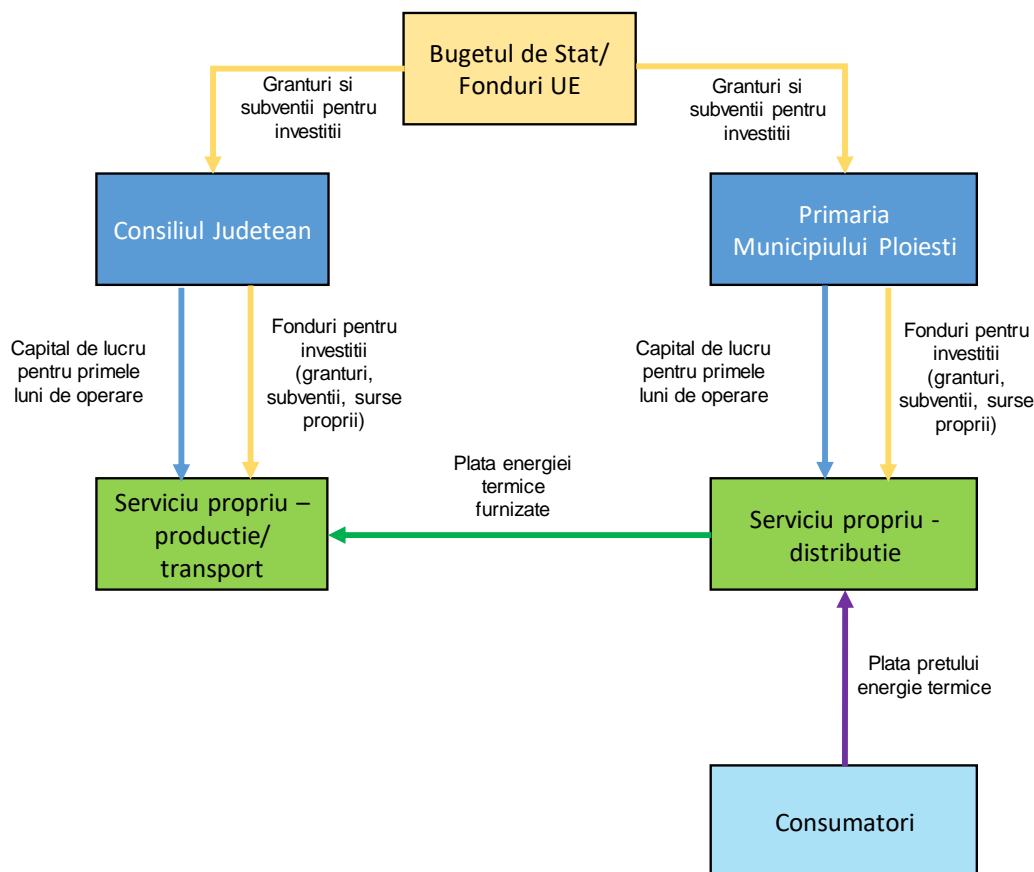 Bugetul de Stat/
Fonduri UE
Granturi si
subventii pentru
investitii
Granturi si
subventii pentru
investitii
Consiliul Judetean
Primaria
Municipiului Ploiesti
Capital de lucru
pentru primele
luni de operare
Fonduri pentru
investitii
(granturi,
subventii, surse
proprii)
Capital de lucru
pentru primele
luni de operare
Fonduri pentru
investitii
(granturi,
subventii, surse
proprii)
Serviciu propriu –
productie/
transport
Plata energiei
termice
furnizate
Serviciu propriu -
distributie
Plata pretului
energie termice
Consumatori